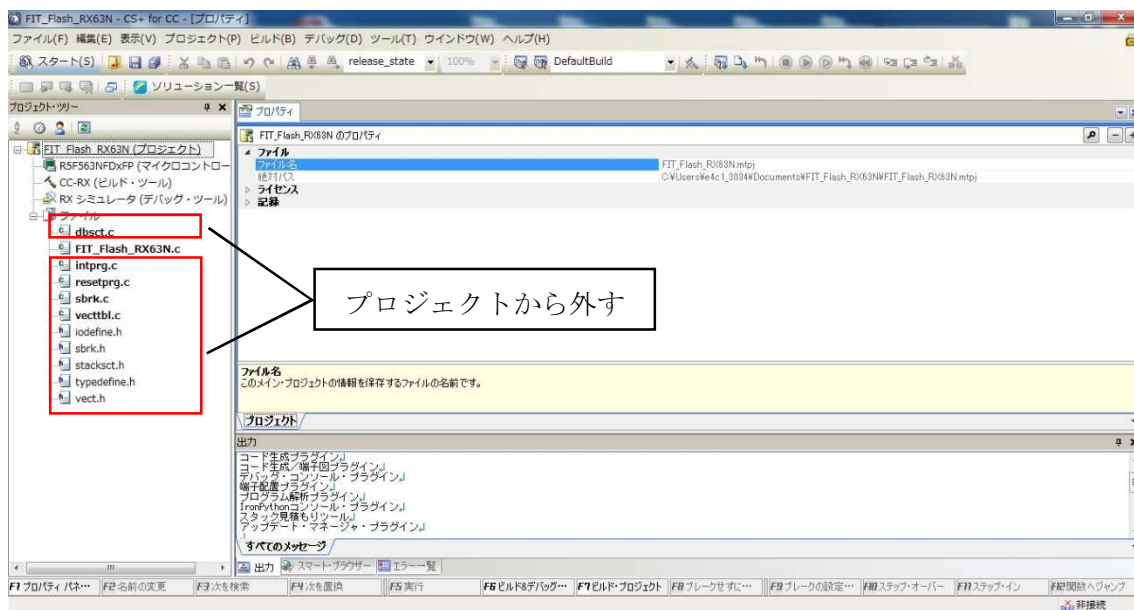 FIT_Flash_RX63N - CS+ for CC - [プロパティ]
ファイル(F) 編集(E) 表示(V) プロジェクト(P) ビルド(B) デバッグ(D) ツール(T) ウインドウ(W) ヘルプ(H)
スタート(S) release_state 100% DefaultBuild
ソリューション一覧(S)
プロジェクト・ツリー
FIT_Flash_RX63N (プロジェクト)
R5F563NFDxFP (マイクロコントロー
CC-RX (ビルド・ツール)
RX シミュレータ (デバッグ・ツール)
ファイル
dbsct.c
FIT_Flash_RX63N.c
intprg.c
resetprg.c
sbrk.c
vecttbl.c
iodefine.h
sbrk.h
stacksct.h
typedefine.h
vect.h
プロパティ
FIT_Flash_RX63N のプロパティ
ファイル
ファイル名 FIT_Flash_RX63N.mtpj
絶対パス C:¥Users¥e4c1_3034¥Documents¥FIT_Flash_RX63N¥FIT_Flash_RX63N.mtpj
ライセンス
記録
プロジェクトから外す
ファイル名
このメイン・プロジェクトの情報を保存するファイルの名前です。
プロジェクト
出力
コード生成プラグイン
コード生成/端子図プラグイン
デバッグ・コンソール・プラグイン
端子配置プラグイン
プログラム解析プラグイン
IronPythonコンソール・プラグイン
スタック見積もりツール
アップデート・マネージャ・プラグイン
すべてのメッセージ
出力 スマート・ブラウザー エラー一覧
F1 プロパティ パネ… F2 名前の変更 F3 次を検索 F4 次を置換 F5 実行 F6 ビルド&デバッグ… F7 ビルド・プロジェクト F8 ブレークせずに… F9 ブレークの設定… F10 ステップ・オーバー F11 ステップ・イン F12 関数へジャンプ
非接続